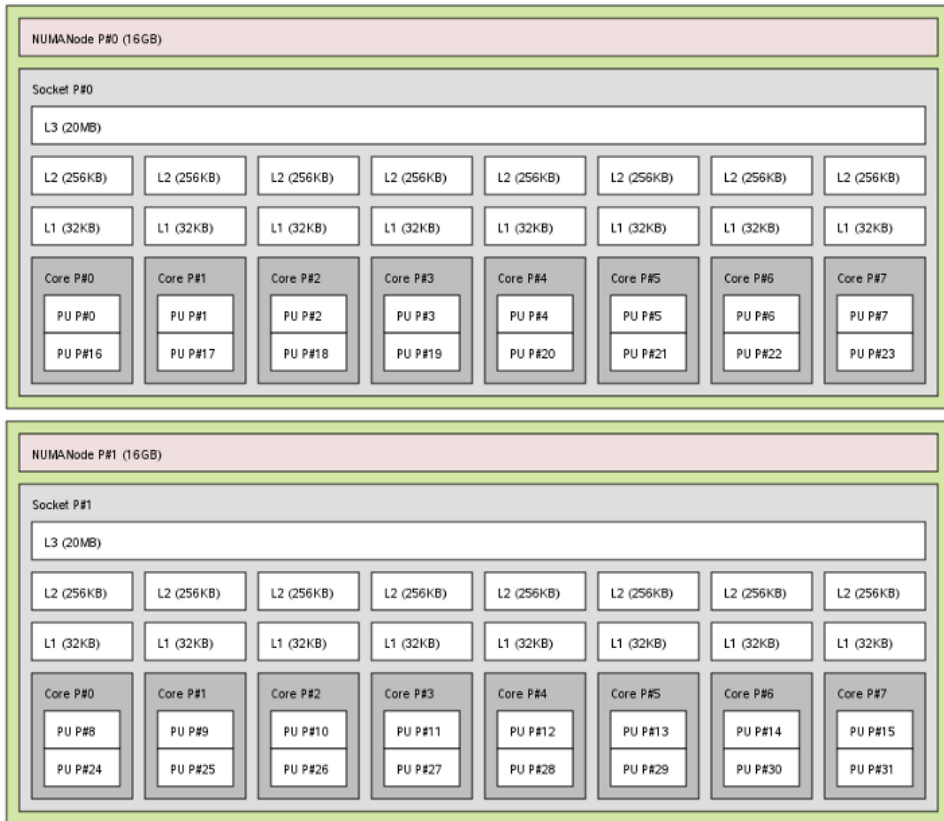 NUMANode P#0 (16GB)
Socket P#0
L3 (20MB)
L2 (256KB) L2 (256KB) L2 (256KB) L2 (256KB) L2 (256KB) L2 (256KB) L2 (256KB) L2 (256KB)
L1 (32KB) L1 (32KB) L1 (32KB) L1 (32KB) L1 (32KB) L1 (32KB) L1 (32KB) L1 (32KB)
Core P#0 Core P#1 Core P#2 Core P#3 Core P#4 Core P#5 Core P#6 Core P#7
PU P#0 PU P#1 PU P#2 PU P#3 PU P#4 PU P#5 PU P#6 PU P#7
PU P#16 PU P#17 PU P#18 PU P#19 PU P#20 PU P#21 PU P#22 PU P#23
NUMANode P#1 (16GB)
Socket P#1
L3 (20MB)
L2 (256KB) L2 (256KB) L2 (256KB) L2 (256KB) L2 (256KB) L2 (256KB) L2 (256KB) L2 (256KB)
L1 (32KB) L1 (32KB) L1 (32KB) L1 (32KB) L1 (32KB) L1 (32KB) L1 (32KB) L1 (32KB)
Core P#0 Core P#1 Core P#2 Core P#3 Core P#4 Core P#5 Core P#6 Core P#7
PU P#8 PU P#9 PU P#10 PU P#11 PU P#12 PU P#13 PU P#14 PU P#15
PU P#24 PU P#25 PU P#26 PU P#27 PU P#28 PU P#29 PU P#30 PU P#31